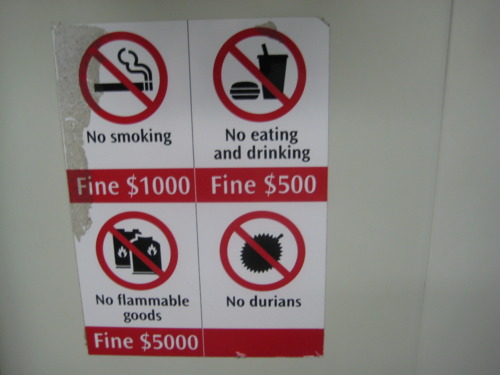 No smoking
Fine $1000
No eating
and drinking
Fine $500
No flammable
goods
Fine $5000
No durians